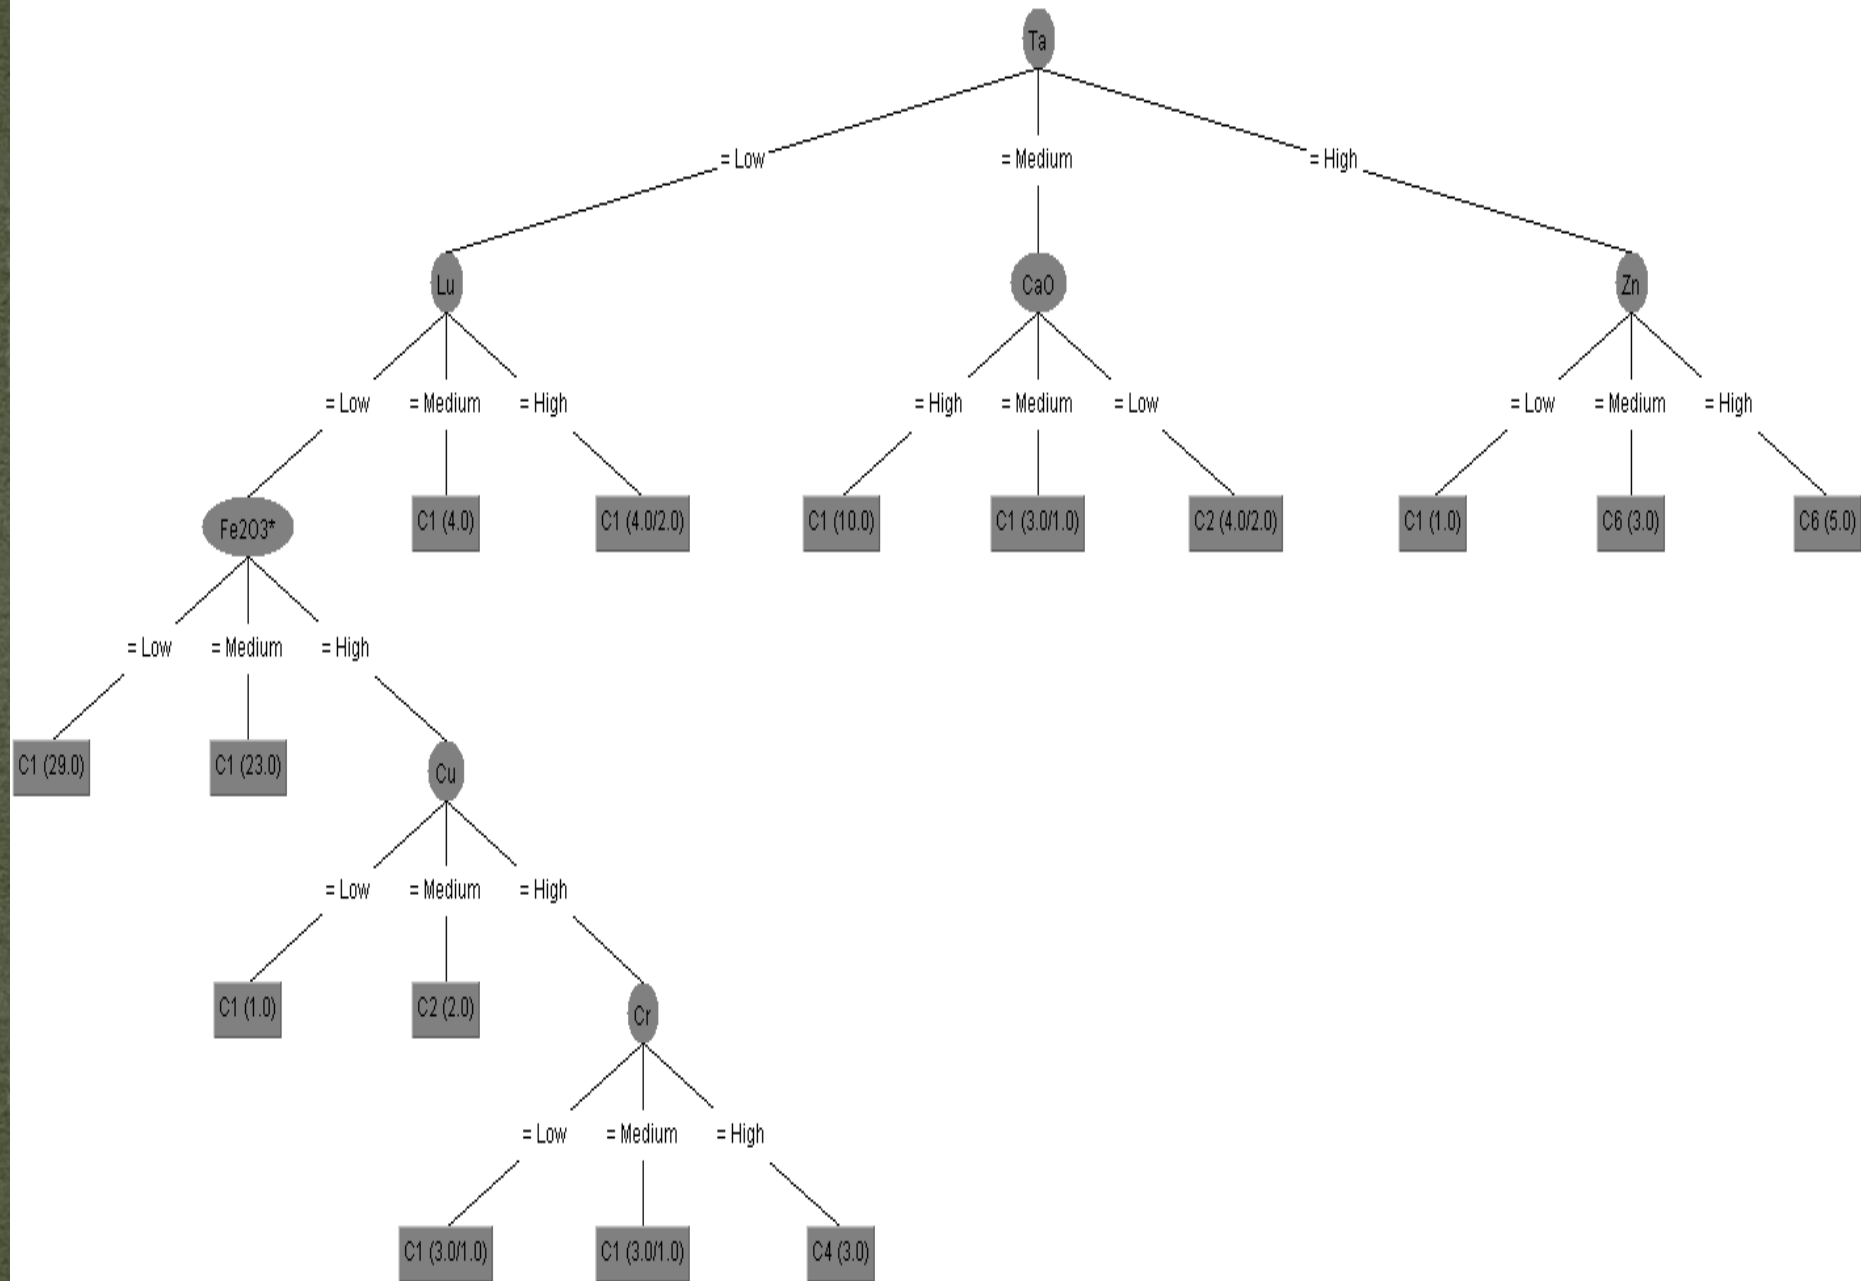 Ta
= Low = Medium = High
Lu CaO Zn
= Low = Medium = High = High = Medium = Low = Low = Medium = High
Fe2O3* C1 (4.0) C1 (4.0/2.0) C1 (10.0) C1 (3.0/1.0) C2 (4.0/2.0) C1 (1.0) C6 (3.0) C6 (5.0)
= Low = Medium = High
C1 (29.0) C1 (23.0) Cu
= Low = Medium = High
C1 (1.0) C2 (2.0) Cr
= Low = Medium = High
C1 (3.0/1.0) C1 (3.0/1.0) C4 (3.0)